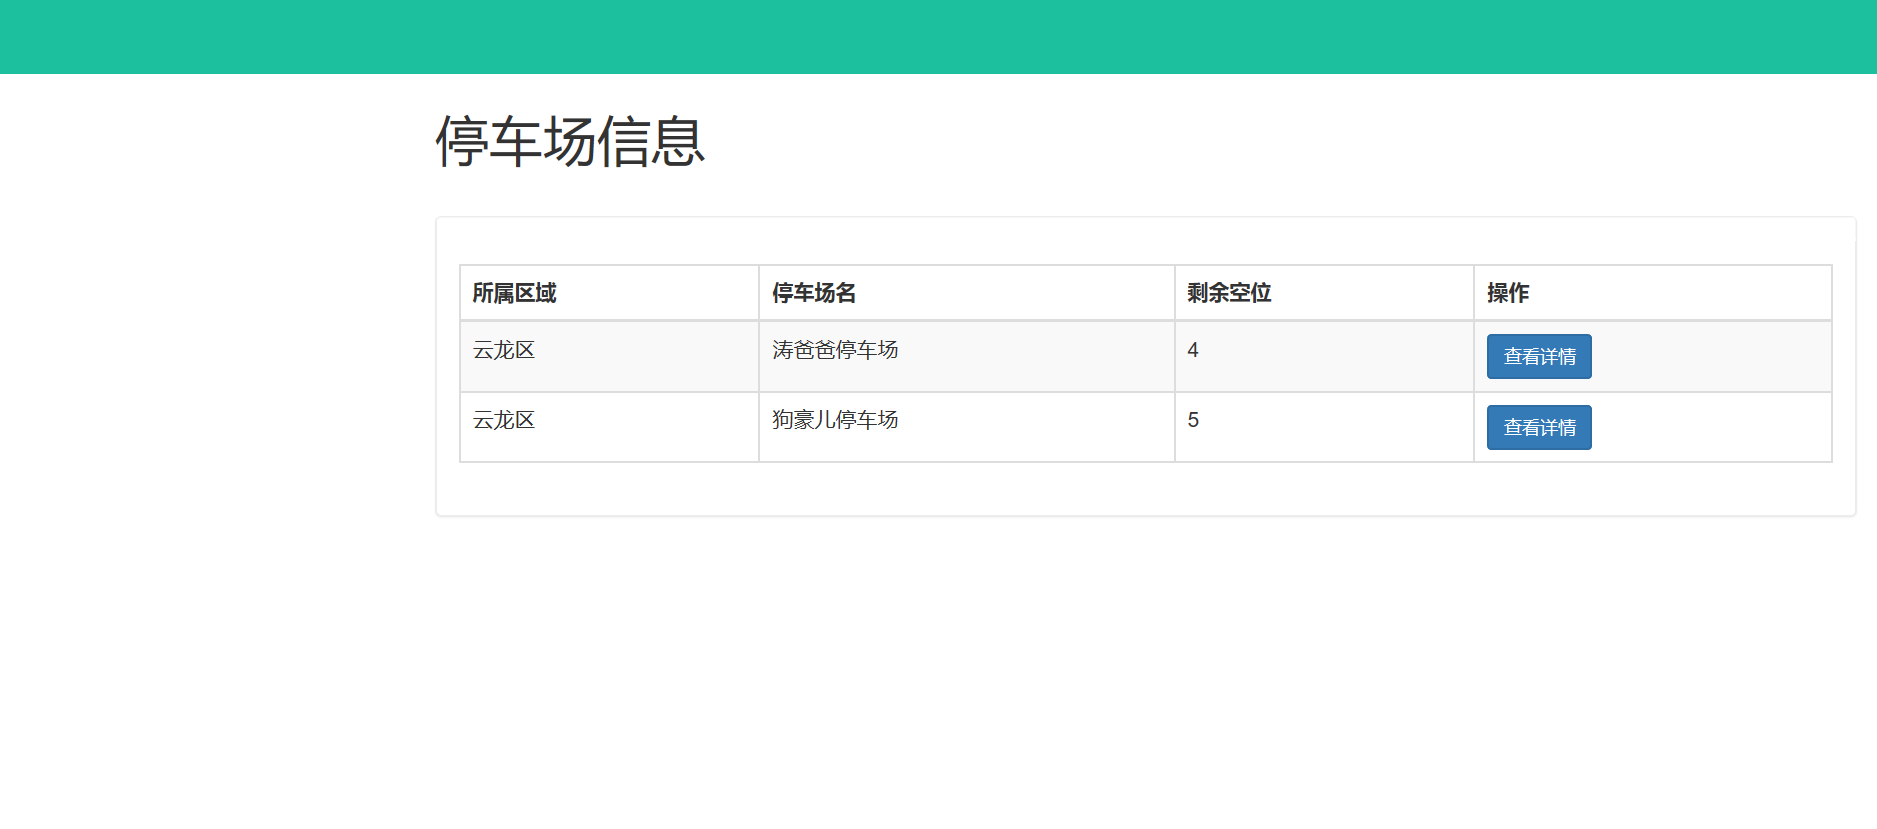 停车场信息
所属区域 停车场名 剩余空位 操作
云龙区 涛爸爸停车场 4 查看详情
云龙区 狗豪儿停车场 5 查看详情